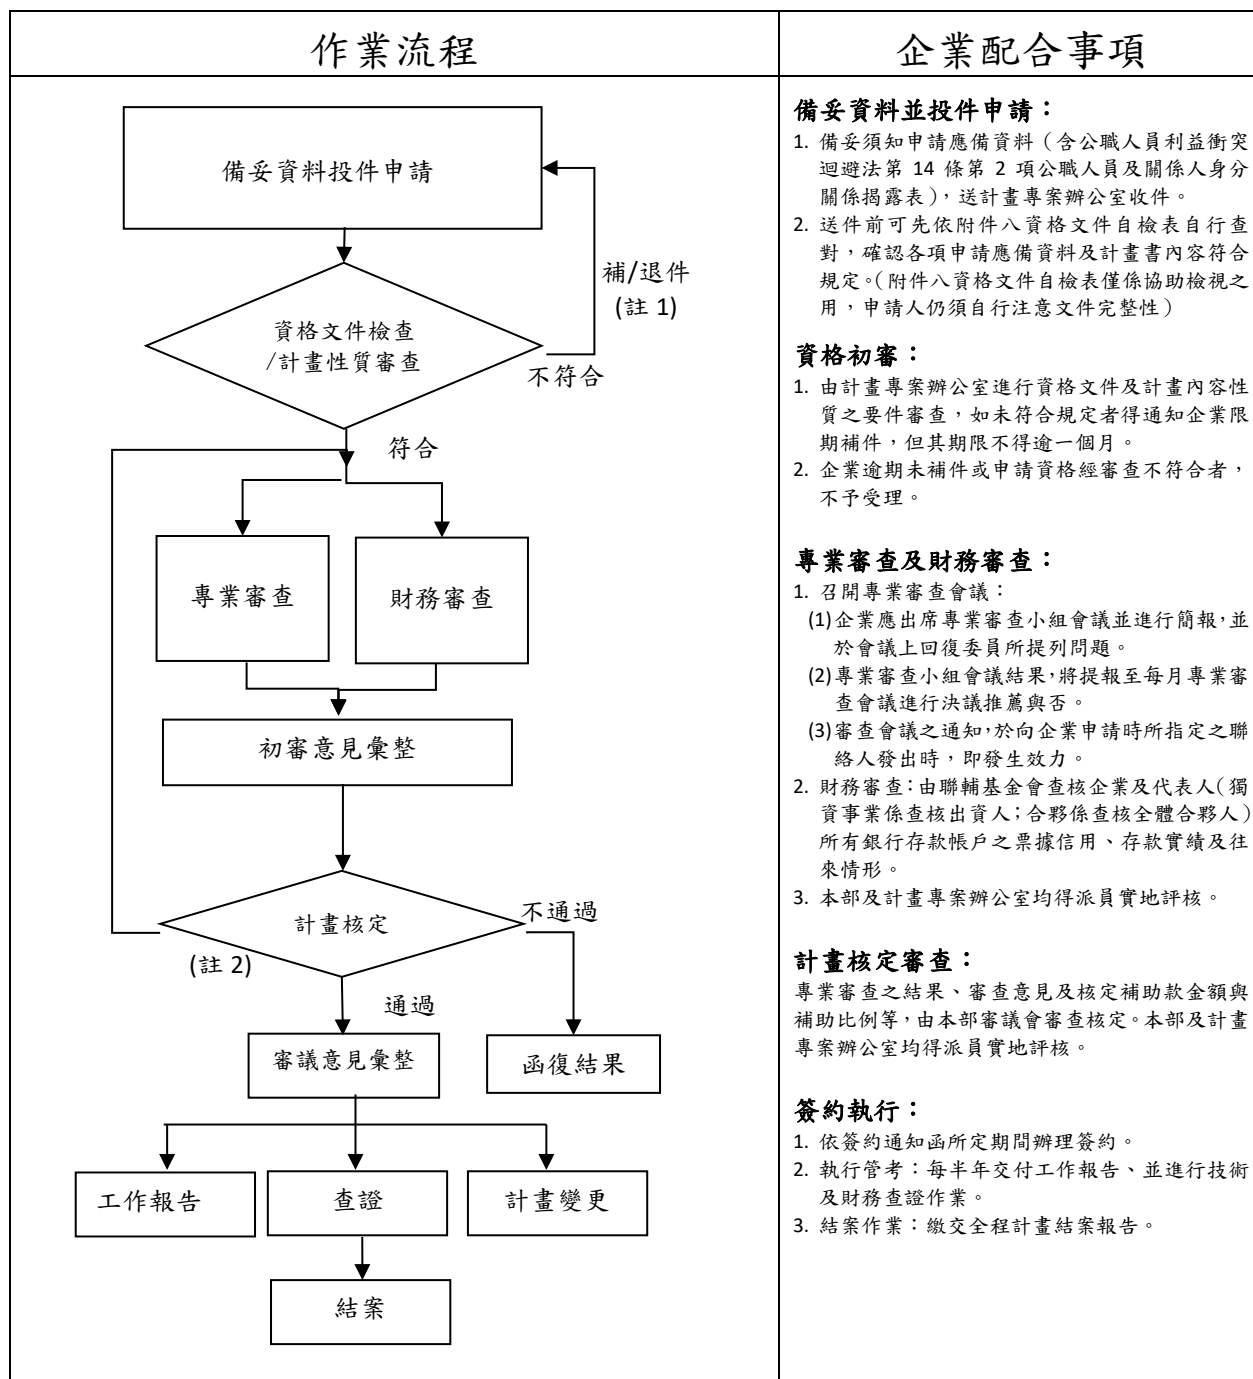 作業流程
企業配合事項
備妥資料投件申請
補/退件
(註 1)
資格文件檢查
/計畫性質審查
不符合
符合
專業審查
財務審查
初審意見彙整
計畫核定
不通過
(註 2)
通過
審議意見彙整
函復結果
工作報告
查證
計畫變更
結案
備妥資料並投件申請：
1. 備妥須知申請應備資料（含公職人員利益衝突
迴避法第 14 條第 2 項公職人員及關係人身分
關係揭露表），送計畫專案辦公室收件。
2. 送件前可先依附件八資格文件自檢表自行查
對，確認各項申請應備資料及計畫書內容符合
規定。(附件八資格文件自檢表僅係協助檢視之
用，申請人仍須自行注意文件完整性）
資格初審：
1. 由計畫專案辦公室進行資格文件及計畫內容性
質之要件審查，如未符合規定者得通知企業限
期補件，但其期限不得逾一個月。
2. 企業逾期未補件或申請資格經審查不符合者，
不予受理。
專業審查及財務審查：
1. 召開專業審查會議：
(1)企業應出席專業審查小組會議並進行簡報，並
於會議上回復委員所提列問題。
(2)專業審查小組會議結果，將提報至每月專業審
查會議進行決議推薦與否。
(3)審查會議之通知，於向企業申請時所指定之聯
絡人發出時，即發生效力。
2. 財務審查：由聯輔基金會查核企業及代表人(獨
資事業係查核出資人；合夥係查核全體合夥人)
所有銀行存款帳戶之票據信用、存款實績及往
來情形。
3. 本部及計畫專案辦公室均得派員實地評核。
計畫核定審查：
專業審查之結果、審查意見及核定補助款金額與
補助比例等，由本部審議會審查核定。本部及計畫
專案辦公室均得派員實地評核。
簽約執行：
1. 依簽約通知函所定期間辦理簽約。
2. 執行管考：每半年交付工作報告、並進行技術
及財務查證作業。
3. 結案作業：繳交全程計畫結案報告。